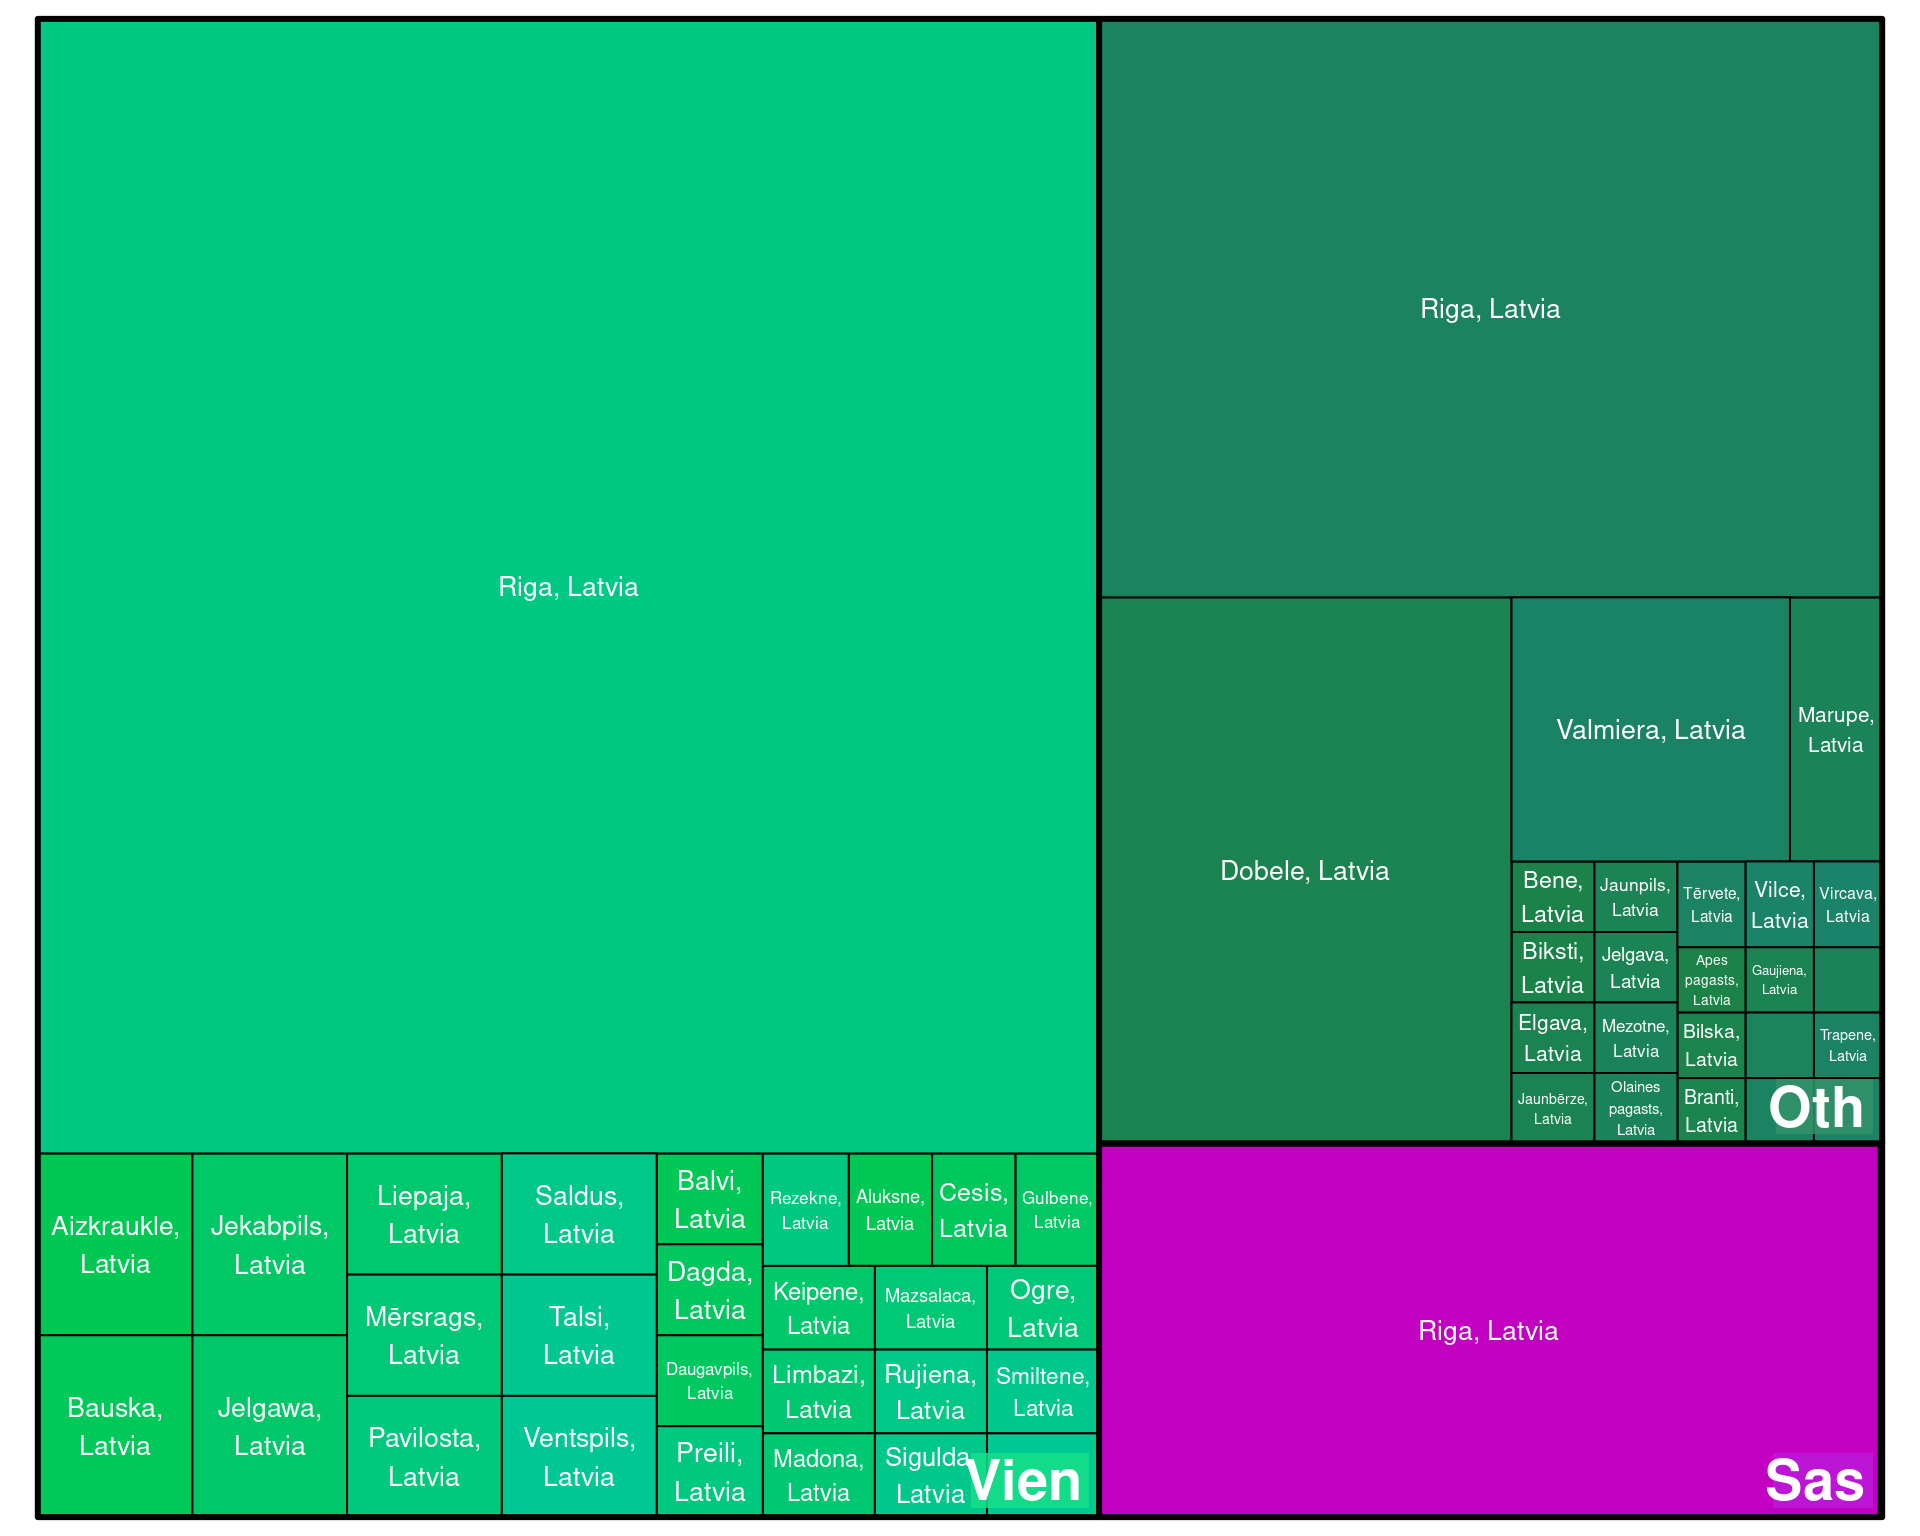 Riga, Latvia
Aizkraukle,
Latvia
Bauska,
Latvia
Jekabpils,
Latvia
Jelgawa,
Latvia
Liepaja,
Latvia
Mērsrags,
Latvia
Pavilosta,
Latvia
Saldus,
Latvia
Talsi,
Latvia
Ventspils,
Latvia
Balvi,
Latvia
Dagda,
Latvia
Daugavpils,
Latvia
Preili,
Latvia
Rezekne,
Latvia
Aluksne,
Latvia
Cesis,
Latvia
Gulbene,
Latvia
Keipene,
Latvia
Mazsalaca,
Latvia
Ogre,
Latvia
Limbazi,
Latvia
Rujiena,
Latvia
Smiltene,
Latvia
Madona,
Latvia
Sigulda,
Latvia
Vien
Riga, Latvia
Dobele, Latvia
Valmiera, Latvia
Marupe,
Latvia
Bene,
Latvia
Biksti,
Latvia
Elgava,
Latvia
Jaunbērze,
Latvia
Jaunpils,
Latvia
Jelgava,
Latvia
Mezotne,
Latvia
Olaines
pagasts,
Latvia
Tērvete,
Latvia
Vilce,
Latvia
Vircava,
Latvia
Apes
pagasts,
Latvia
Gaujiena,
Latvia
Bilska,
Latvia
Trapene,
Latvia
Branti,
Latvia
Oth
Riga, Latvia
Sas